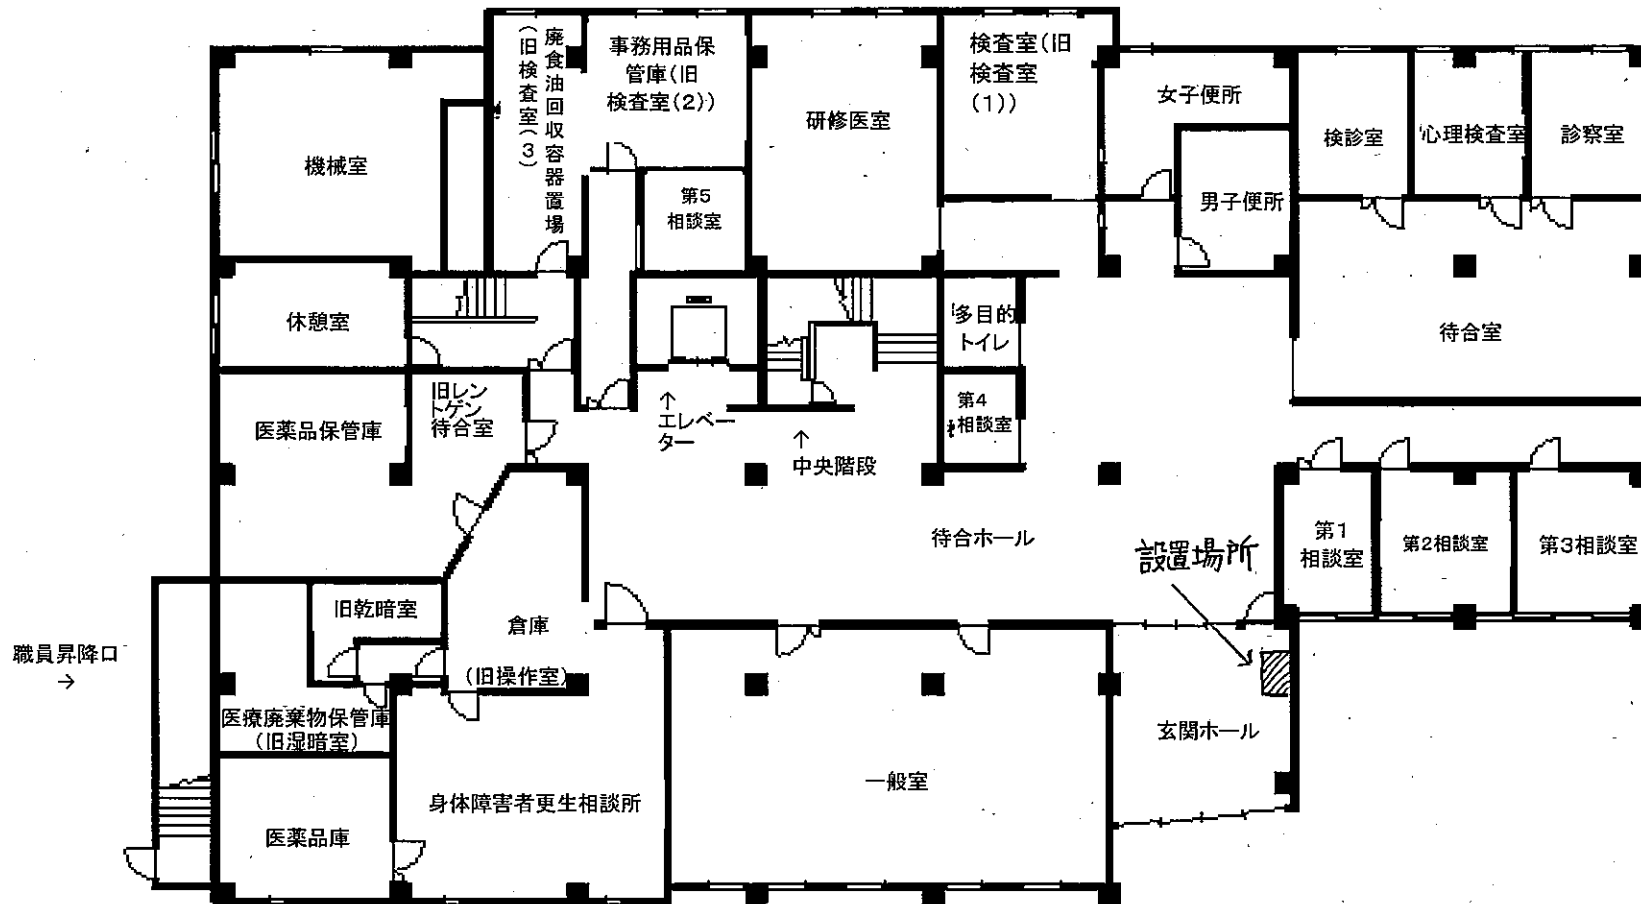 廃食油回収容器置場
(旧検査室(3)
事務用品保
管庫(旧
検査室(2))
研修医室
検査室(旧
検査室
(1))
女子便所
検診室
心理検査室
診察室
機械室
第5
相談室
男子便所
休憩室
多目的
トイレ
待合室
旧レン
トゲン
待合室
医薬品保管庫
↑
エレベー
ター
↑
中央階段
第4
相談室
待合ホール
設置場所
第1
相談室
第2相談室
第3相談室
旧乾暗室
倉庫
(旧操作室)
職員昇降口
→
医療廃棄物保管庫
(旧湿暗室)
玄関ホール
一般室
身体障害者更生相談所
医薬品庫